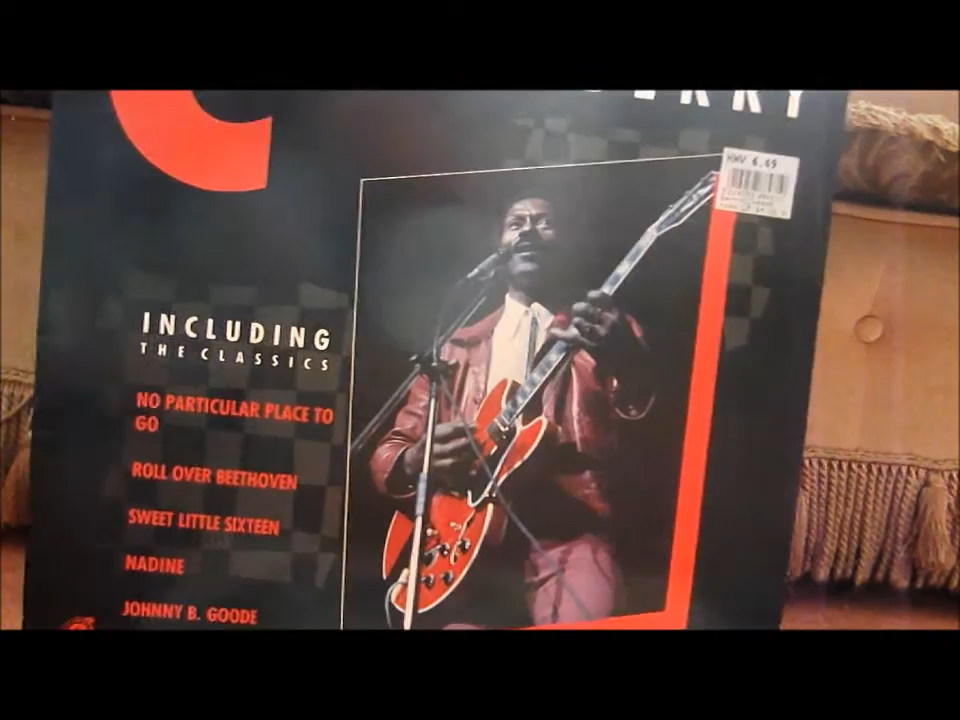 BERRY
HMV 6.49
INCLUDING
THE CLASSICS
NO PARTICULAR PLACE TO
GO
ROLL OVER BEETHOVEN
SWEET LITTLE SIXTEEN
NADINE
JOHNNY B. GOODE